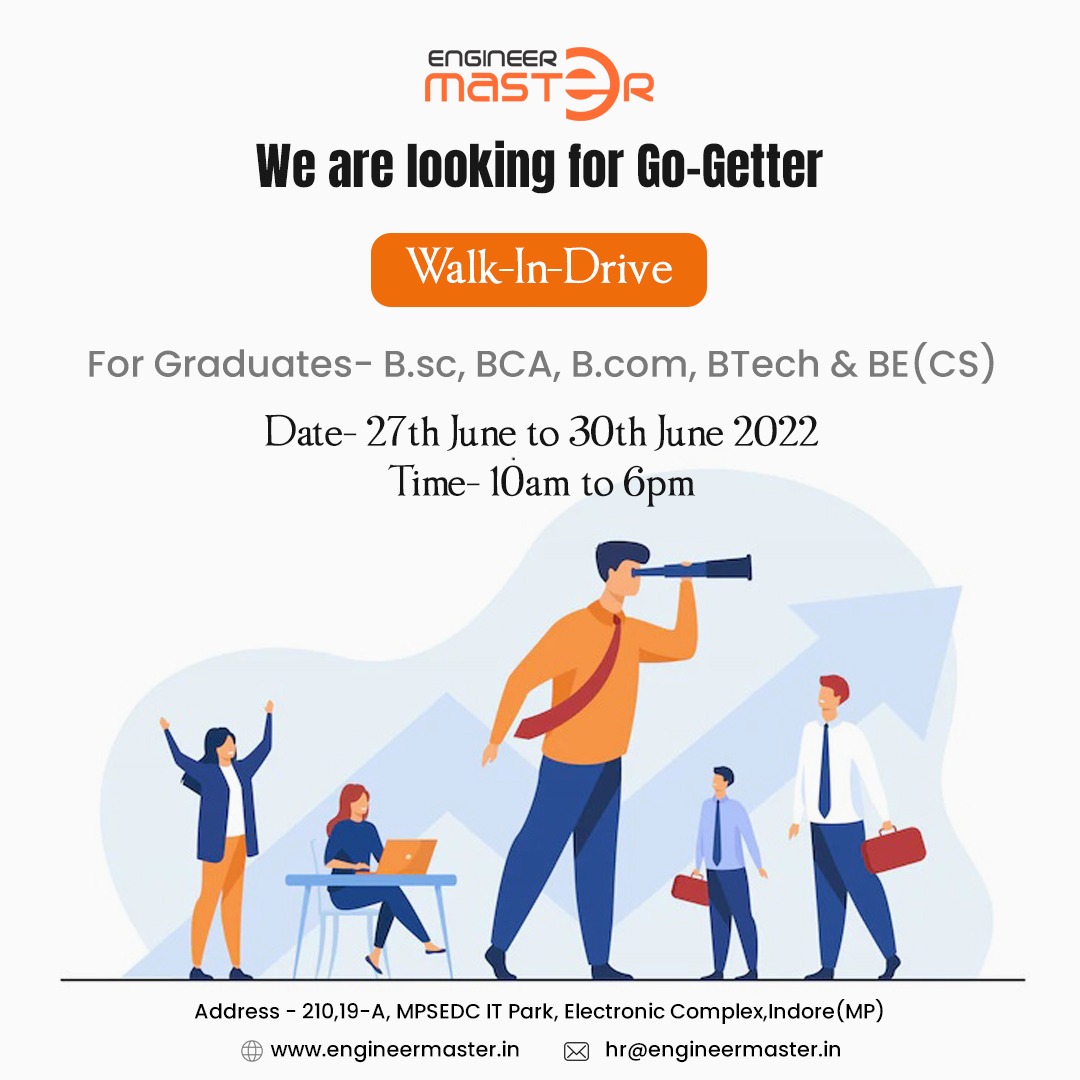 ENGINEER
masTER
We are looking for Go-Getter
Walk-In-Drive
For Graduates- B.sc, BCA, B.com, BTech & BE(CS)
Date- 27th June to 30th June 2022
Time- 10am to 6pm
Address - 210,19-A, MPSEDC IT Park, Electronic Complex,Indore(MP)
www.engineermaster.in hr@engineermaster.in